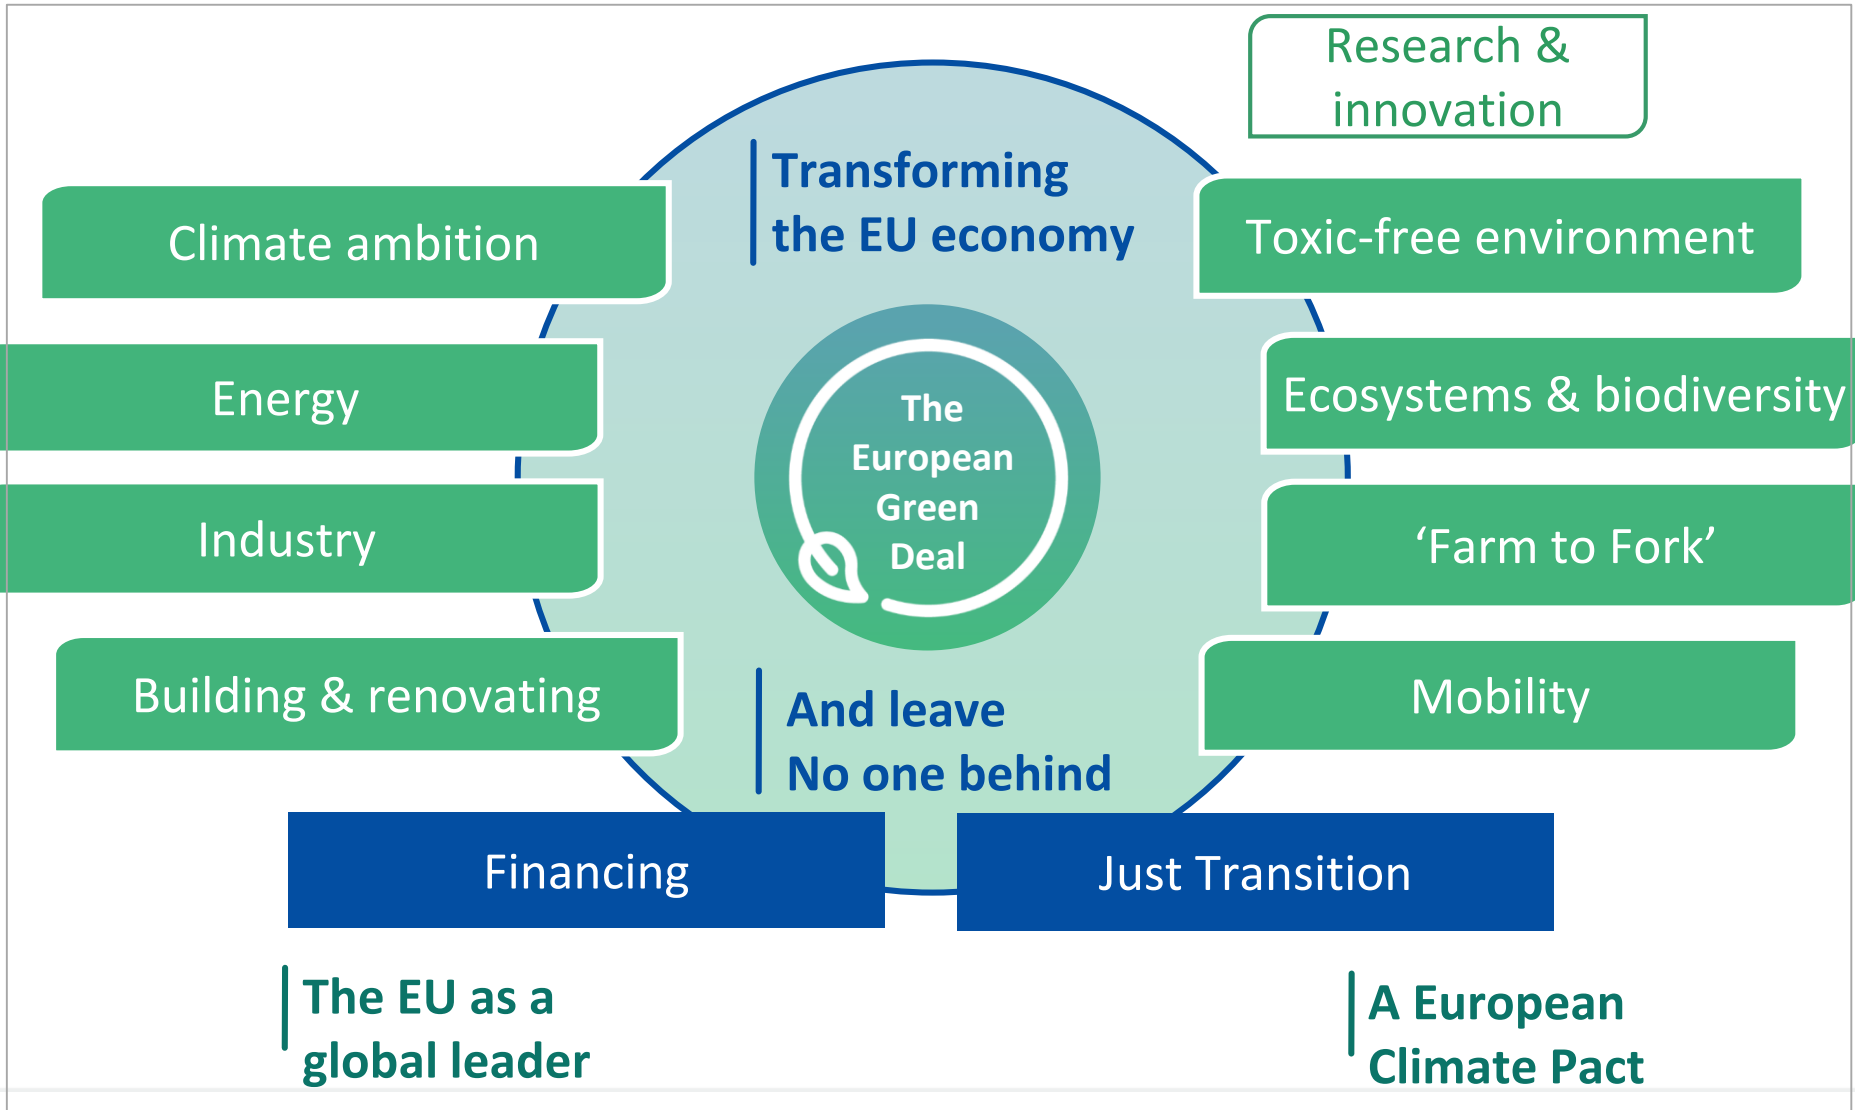 Research &
innovation
Transforming
the EU economy
Climate ambition
Toxic-free environment
Energy
Ecosystems & biodiversity
The
European
Green
Deal
Industry
‘Farm to Fork’
Building & renovating
Mobility
And leave
No one behind
Financing
Just Transition
The EU as a
global leader
A European
Climate Pact